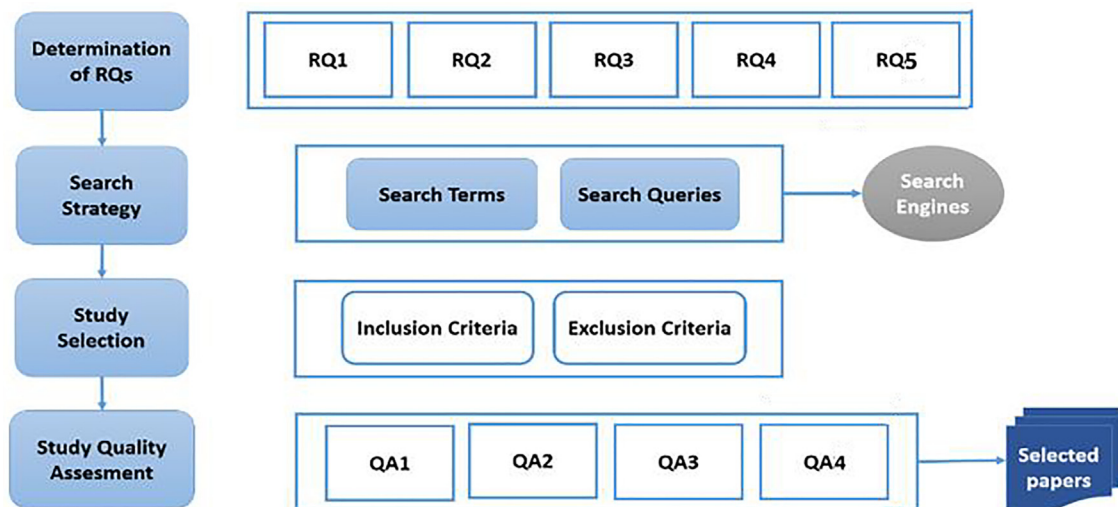 Determination
of RQs
RQ1
RQ2
RQ3
RQ4
RQ5
Search
Strategy
Search Terms
Search Queries
Search
Engines
Study
Selection
Inclusion Criteria
Exclusion Criteria
Study Quality
Assesment
QA1
QA2
QA3
QA4
Selected
papers